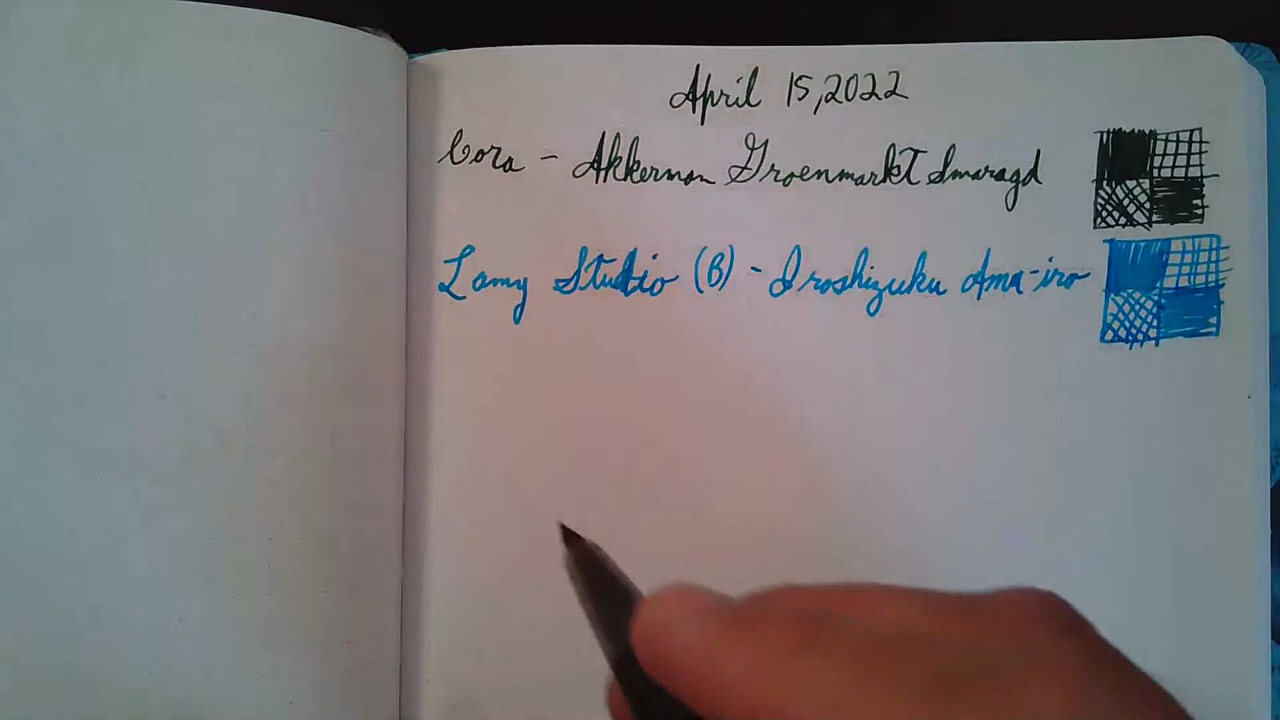 April 15, 2022
Cora - Akkerman Groenmarkt Smaragd
Lamy Studio (B) - Iroshizuku Ama-iro